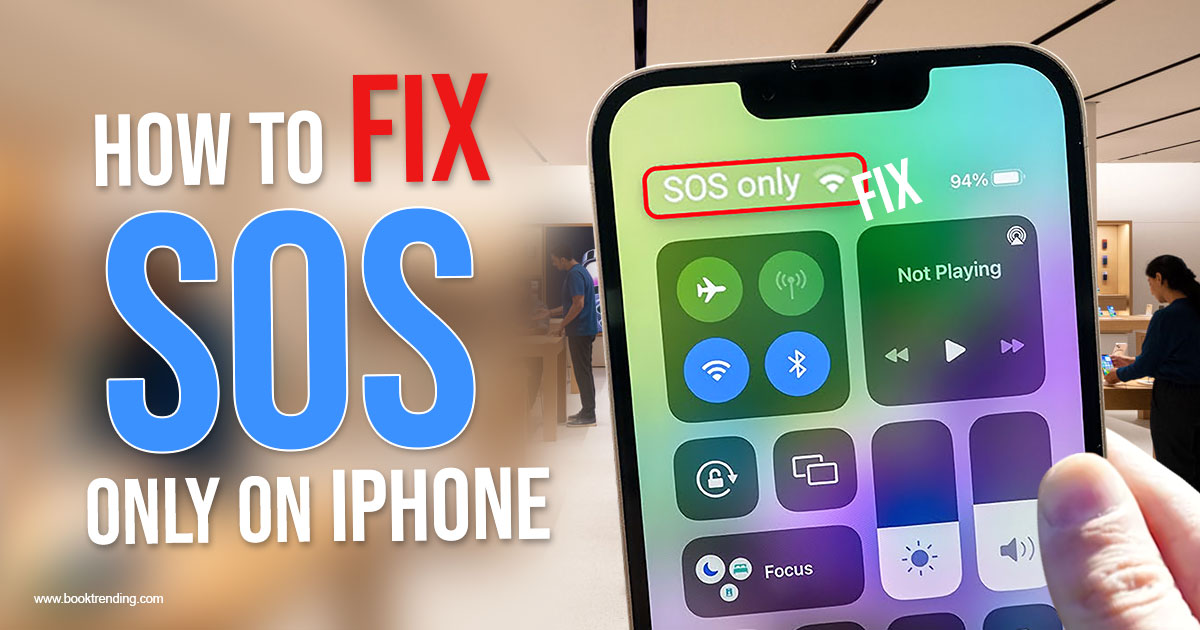 HOW TO FIX
SOS
ONLY ON IPHONE
www.booktrending.com
SOS only
FIX
94%
Not Playing
Focus